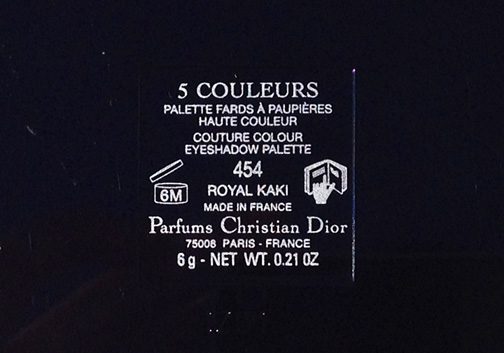 5 COULEURS
PALETTE FARDS À PAUPIÈRES
HAUTE COULEUR
COUTURE COLOUR
EYESHADOW PALETTE
454
6M
ROYAL KAKI
MADE IN FRANCE
Parfums Christian Dior
75008 PARIS - FRANCE
6 g - NET WT. 0.21 OZ